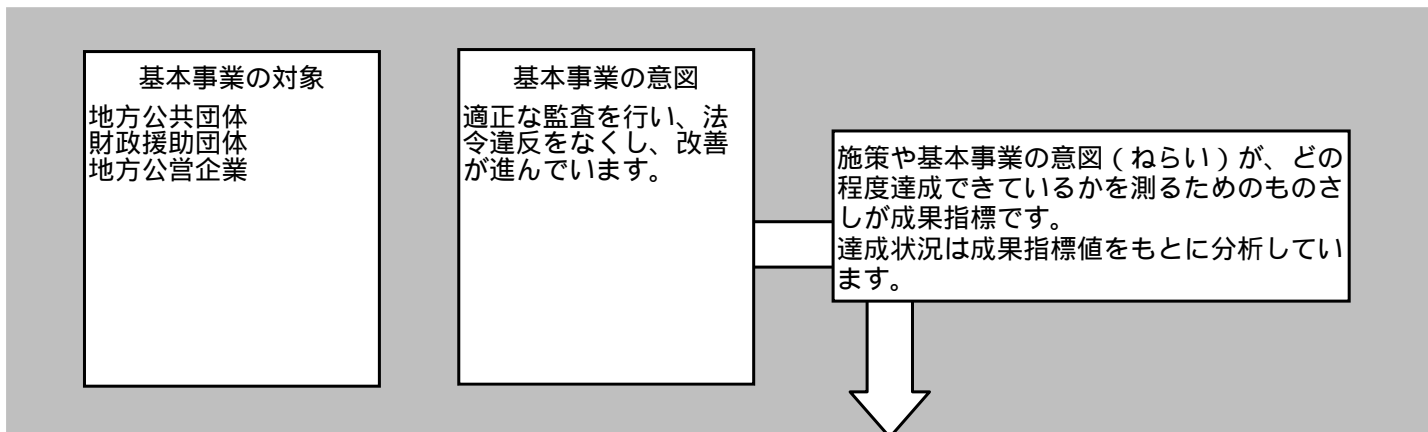 基本事業の対象
地方公共団体
財政援助団体
地方公営企業
基本事業の意図
適正な監査を行い、法
令違反をなくし、改善
が進んでいます。
施策や基本事業の意図（ねらい）が、どの
程度達成できているかを測るためのものさ
しが成果指標です。
達成状況は成果指標値をもとに分析してい
ます。